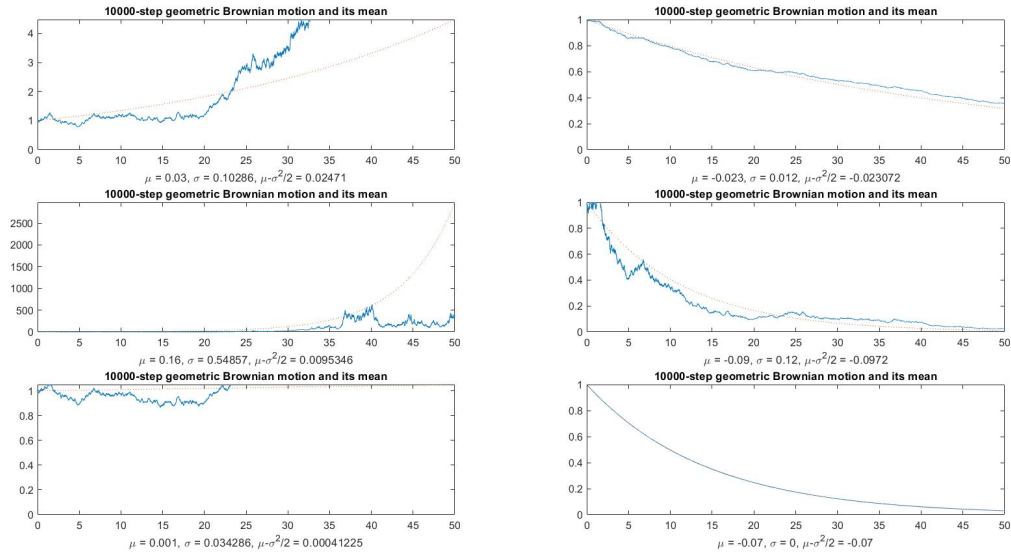 10000-step geometric Brownian motion and its mean
4
3
2
1
0
0 5 10 15 20 25 30 35 40 45 50
μ = 0.03, σ = 0.10286, μ-σ²/2 = 0.02471
10000-step geometric Brownian motion and its mean
1
0.8
0.6
0.4
0.2
0
0 5 10 15 20 25 30 35 40 45 50
μ = -0.023, σ = 0.012, μ-σ²/2 = -0.023072
10000-step geometric Brownian motion and its mean
2500
2000
1500
1000
500
0
0 5 10 15 20 25 30 35 40 45 50
μ = 0.16, σ = 0.54857, μ-σ²/2 = 0.0095346
10000-step geometric Brownian motion and its mean
1
0.8
0.6
0.4
0.2
0
0 5 10 15 20 25 30 35 40 45 50
μ = -0.09, σ = 0.12, μ-σ²/2 = -0.0972
10000-step geometric Brownian motion and its mean
1
0.8
0.6
0.4
0.2
0
0 5 10 15 20 25 30 35 40 45 50
μ = 0.001, σ = 0.034286, μ-σ²/2 = 0.00041225
10000-step geometric Brownian motion and its mean
1
0.8
0.6
0.4
0.2
0
0 5 10 15 20 25 30 35 40 45 50
μ = -0.07, σ = 0, μ-σ²/2 = -0.07